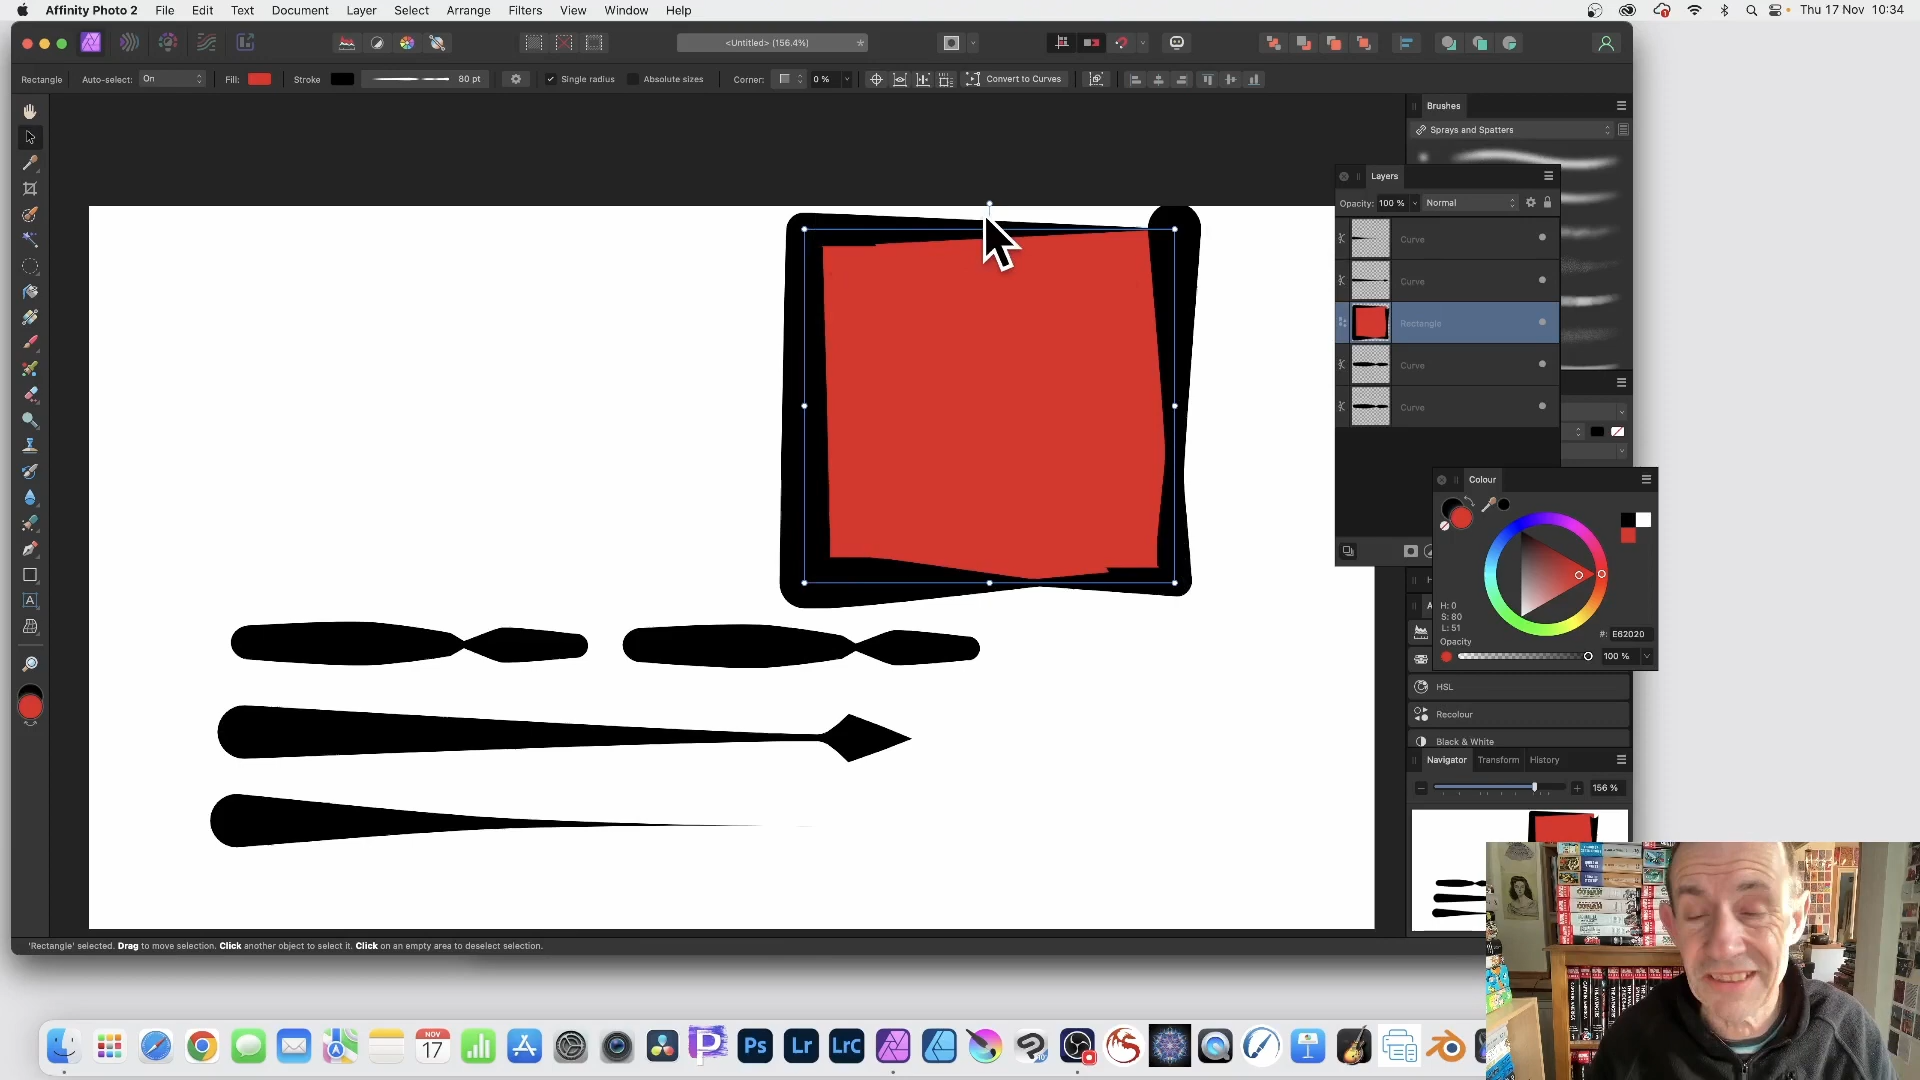 Affinity Photo 2 File Edit Text Document Layer Select Arrange Filters View Window Help Thu 17 Nov 10:34
<Untitled> (156.4%) *
Rectangle Auto-select: On Fill: Stroke 80 pt Single radius Absolute sizes Corner: 0 % Convert to Curves
Brushes
Sprays and Spatters
Layers
Opacity: 100 % Normal
Curve
Curve
Rectangle
Curve
Curve
Colour
H: 0
S: 80
L: 51
#: E62020
Opacity
100 %
HSL
Recolour
Black & White
Navigator Transform History
156 %
'Rectangle' selected. Drag to move selection. Click another object to select it. Click on an empty area to deselect selection.
NOV
17
Ps Lr LrC